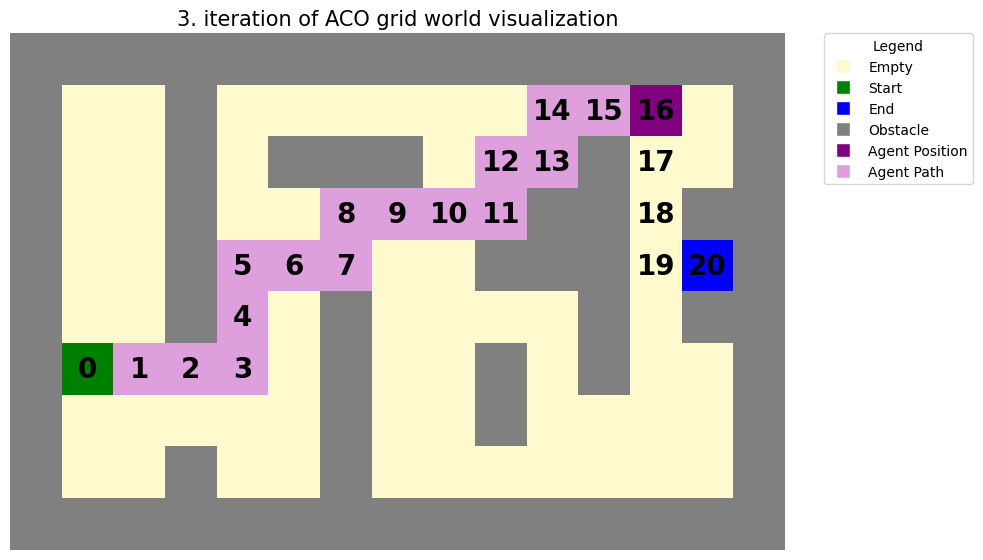 3. iteration of ACO grid world visualization
Legend
Empty
Start
End
Obstacle
Agent Position
Agent Path
14 15 16
12 13 17
8 9 10 11 18
5 6 7 19 20
4
0 1 2 3